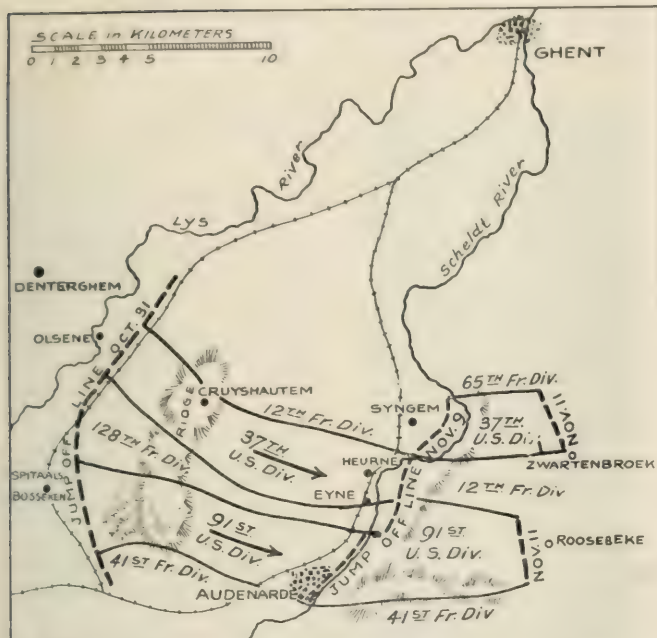 SCALE in KILOMETERS
0 1 2 3 4 5 10
GHENT
LYS River
Scheldt River
DENTERGHEM
OLSENE
JUMP OFF LINE OCT. 31
CRUYSHAUTEM
RIDGE
65TH Fr. Div.
12TH Fr. Div.
SYNGEM
37TH
U.S. Div.
NOV. 11
128TH Fr. Div.
37TH
U.S. Div.
HEURNE
ZWARTENBROEK
SPITAALS
BOSSEKEN
EYNE
12TH Fr. Div
JUMP OFF LINE NOV. 9
91ST
U.S. Div.
91ST
U.S. Div.
NOV. 11
ROOSEBEKE
41ST Fr. Div.
AUDENARDE
41ST Fr. Div